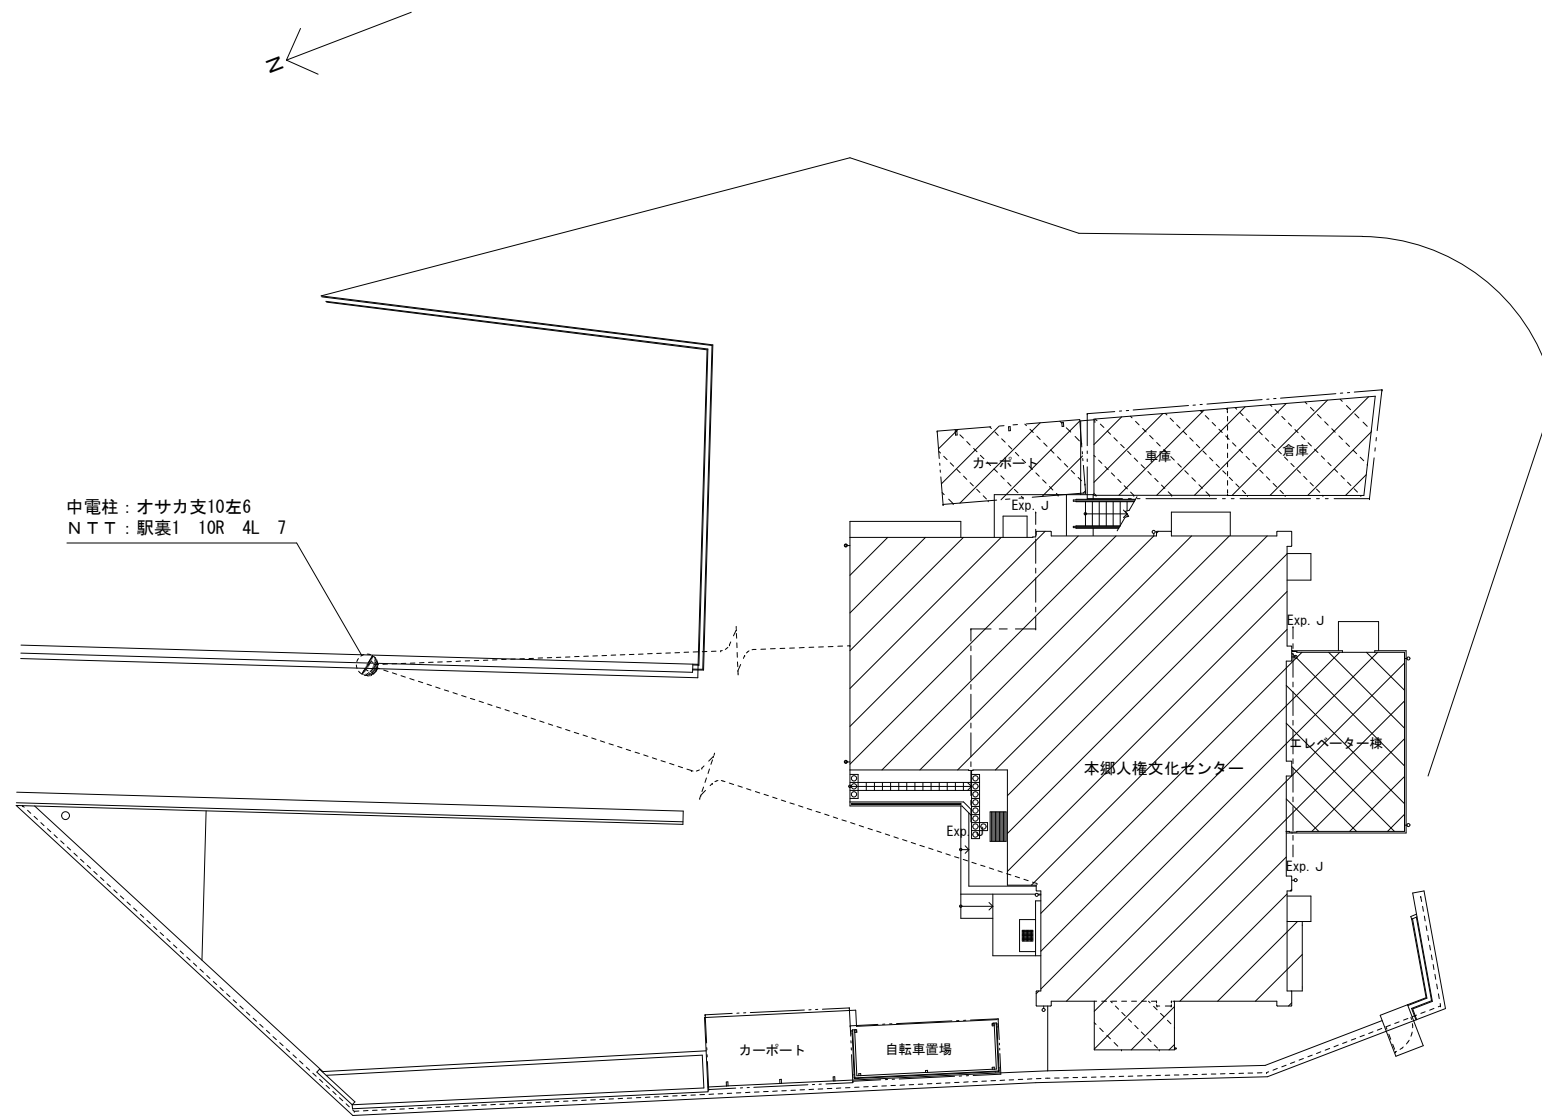 N
カーポート
車庫
倉庫
中電柱：オサカ支10左6
ＮＴＴ：駅裏1　10R　4L　7
Exp. J
Exp. J
エレベーター棟
本郷人権文化センター
Exp. J
Exp. J
カーポート
自転車置場